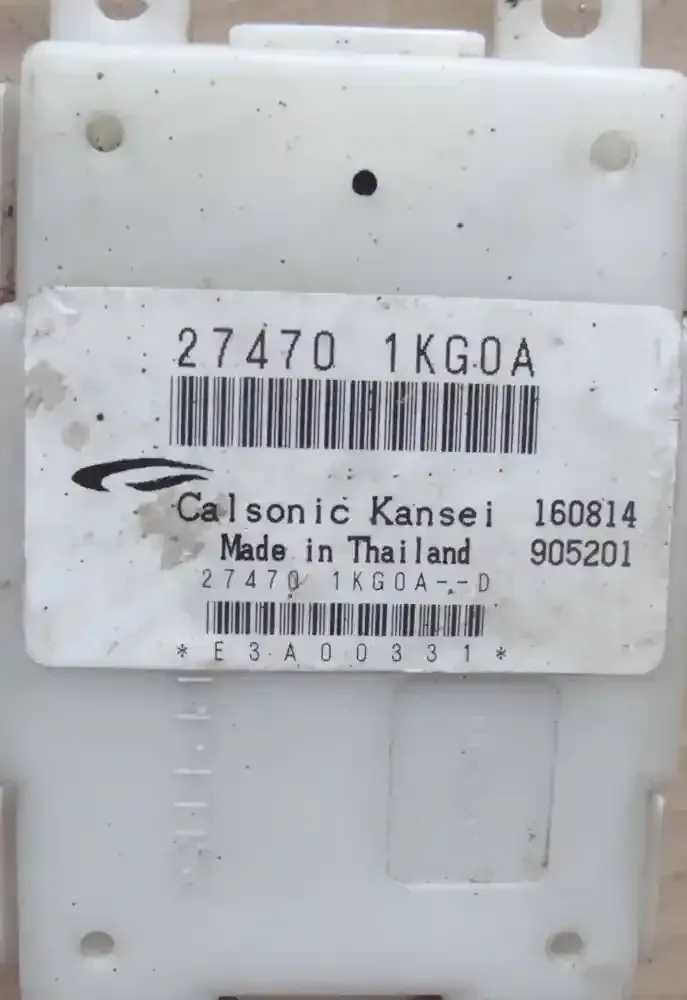 27470 1KG0A
Calsonic Kansei 160814
Made in Thailand 905201
27470 1KG0A--D
*E3A00331*